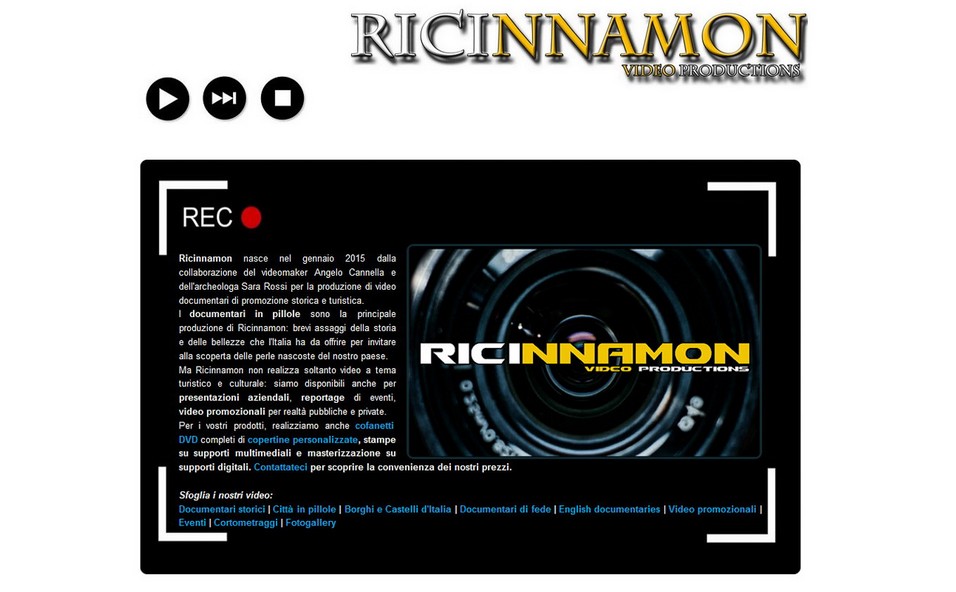 RICINNAMON
VIDEO PRODUCTIONS
REC
Ricinnamon nasce nel gennaio 2015 dalla
collaborazione del videomaker Angelo Cannella e
dell'archeologa Sara Rossi per la produzione di video
documentari di promozione storica e turistica.
I documentari in pillole sono la principale
produzione di Ricinnamon: brevi assaggi della storia
e delle bellezze che l'Italia ha da offrire per invitare
alla scoperta delle perle nascoste del nostro paese.
Ma Ricinnamon non realizza soltanto video a tema
turistico e culturale: siamo disponibili anche per
presentazioni aziendali, reportage di eventi,
video promozionali per realtà pubbliche e private.
Per i vostri prodotti, realizziamo anche cofanetti
DVD completi di copertine personalizzate, stampe
su supporti multimediali e masterizzazione su
supporti digitali. Contattateci per scoprire la convenienza dei nostri prezzi.
RICINNAMON
VIDEO PRODUCTIONS
Sfoglia i nostri video:
Documentari storici | Città in pillole | Borghi e Castelli d'Italia | Documentari di fede | English documentaries | Video promozionali |
Eventi | Cortometraggi | Fotogallery